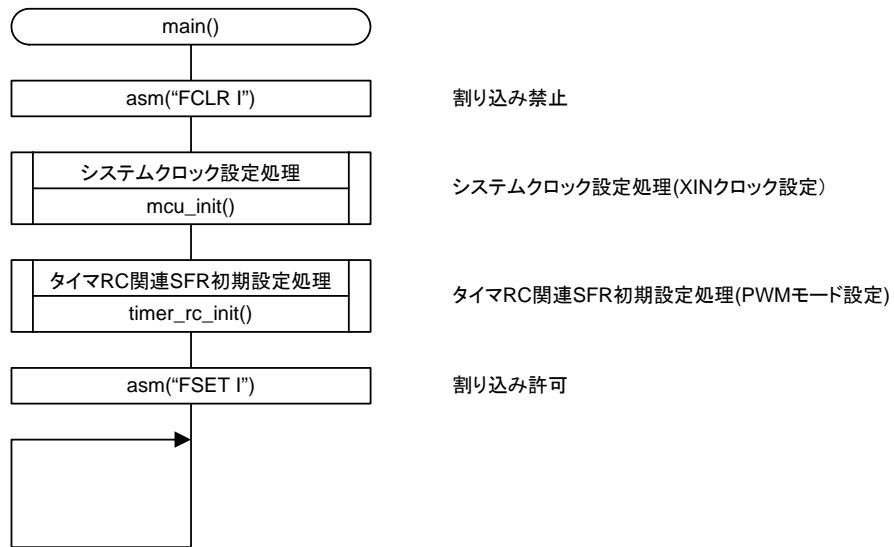 main()
asm(“FCLR I”)
割り込み禁止
システムクロック設定処理
mcu_init()
システムクロック設定処理(XINクロック設定）
タイマRC関連SFR初期設定処理
timer_rc_init()
タイマRC関連SFR初期設定処理(PWMモード設定)
asm(“FSET I”)
割り込み許可